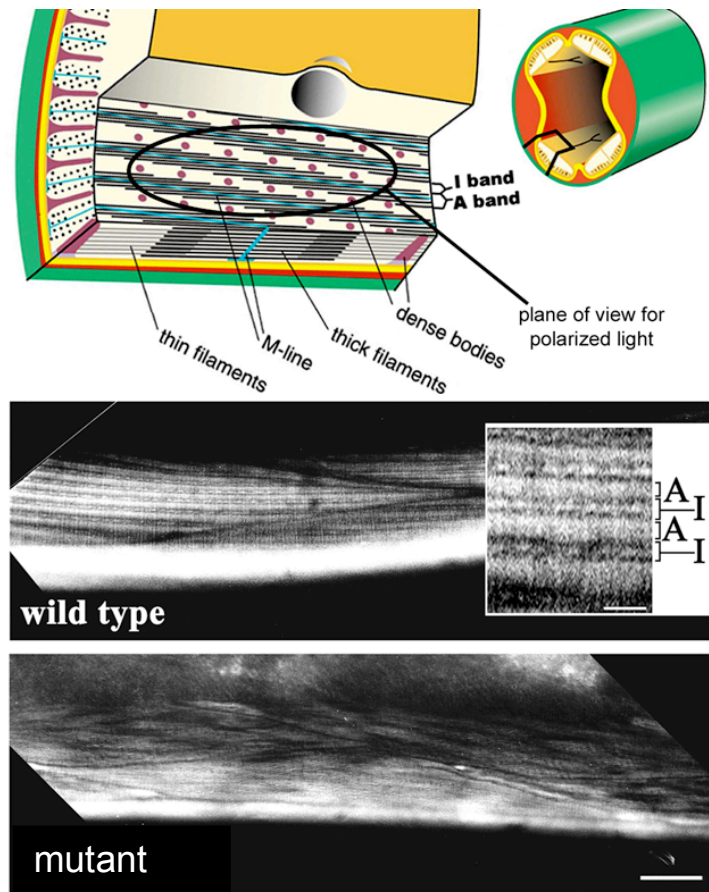 I band
A band
plane of view for
polarized light
thin filaments
M-line
thick filaments
dense bodies
A
I
A
I
wild type
mutant